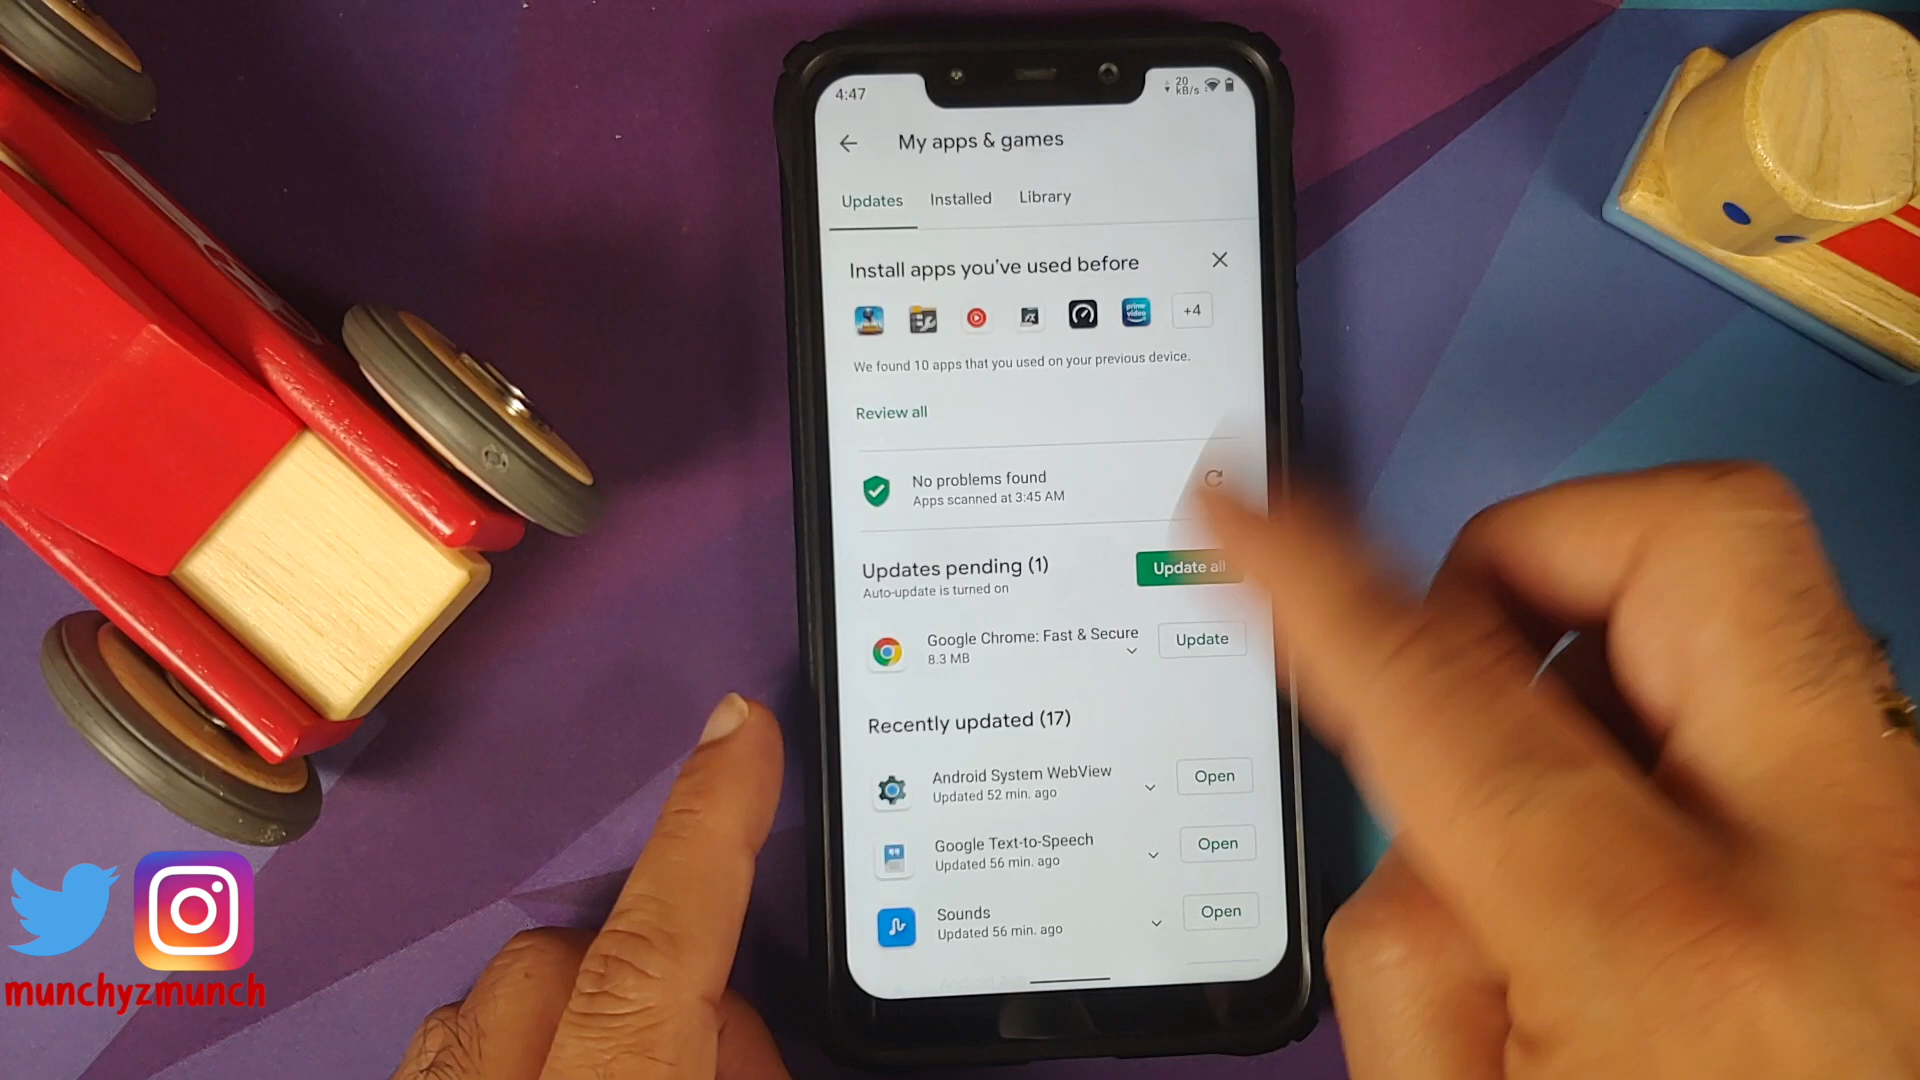 4:47
20
kB/s
My apps & games
Updates Installed Library
Install apps you've used before
prime
video
+4
We found 10 apps that you used on your previous device.
Review all
No problems found
Apps scanned at 3:45 AM
Updates pending (1)
Auto-update is turned on
Update all
Google Chrome: Fast & Secure
8.3 MB
Update
Recently updated (17)
Android System WebView
Updated 52 min. ago
Open
Google Text-to-Speech
Updated 56 min. ago
Open
Sounds
Updated 56 min. ago
Open
munchyzmunch